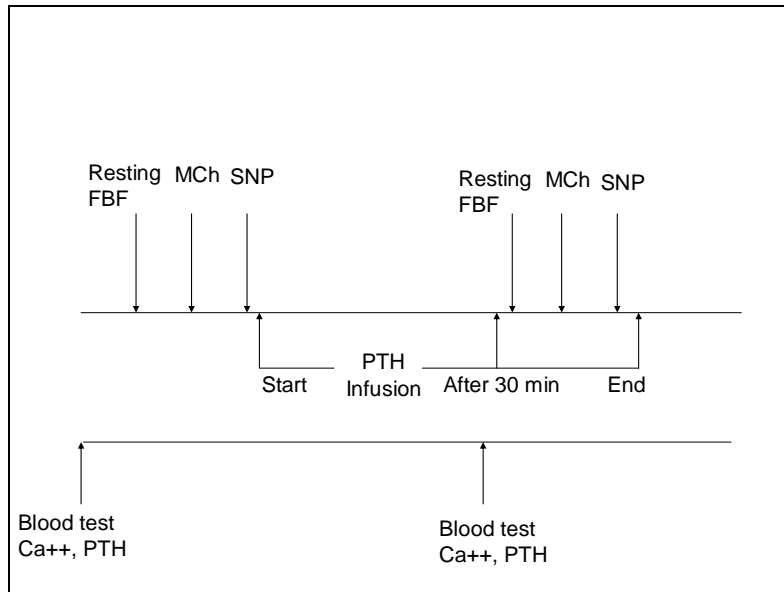 Resting
FBF
MCh
SNP
Resting
FBF
MCh
SNP
Start
PTH
Infusion
After 30 min
End
Blood test
Ca++, PTH
Blood test
Ca++, PTH